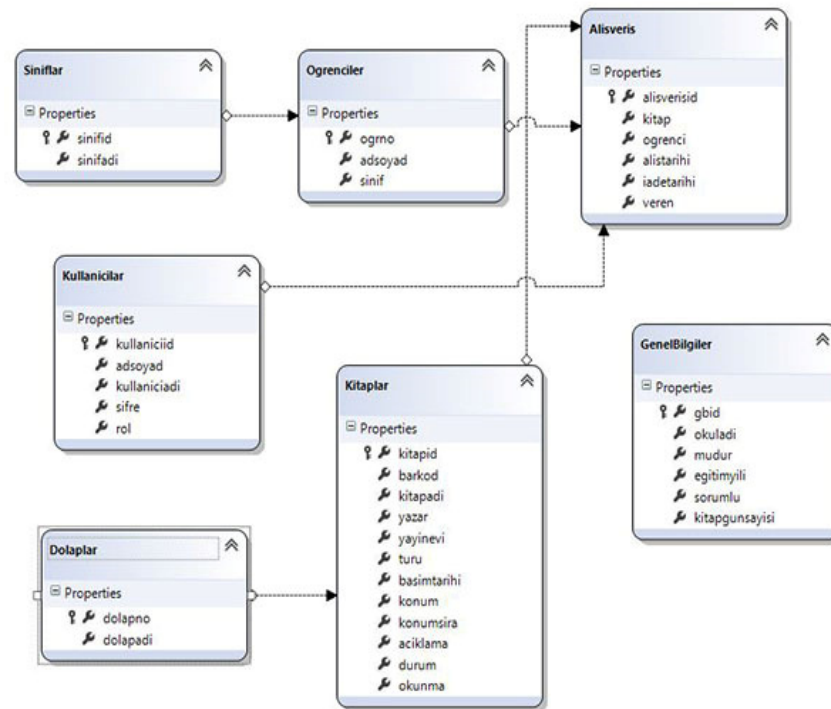 Siniflar
Properties
sinifid
sinifadi
Ogrenciler
Properties
ogrno
adsoyad
sinif
Alisveris
Properties
alisverisid
kitap
ogrenci
alistarihi
iadetarihi
veren
Kullanicilar
Properties
kullaniciid
adsoyad
kullaniciadi
sifre
rol
Kitaplar
Properties
kitapid
barkod
kitapadi
yazar
yayinevi
turu
basimtarihi
konum
konumsira
aciklama
durum
okunma
GenelBilgiler
Properties
gbid
okuladi
mudur
egitimyili
sorumlu
kitapgunsayisi
Dolaplar
Properties
dolapno
dolapadi